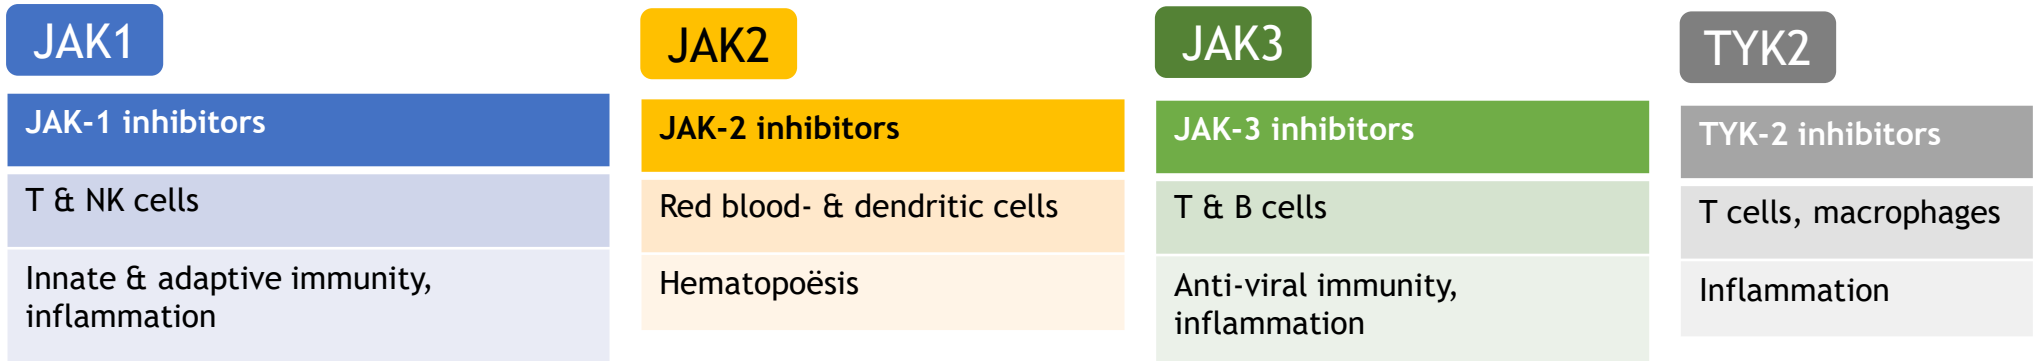 JAK1
JAK-1 inhibitors
T & NK cells
Innate & adaptive immunity,
inflammation
JAK2
JAK-2 inhibitors
Red blood- & dendritic cells
Hematopoësis
JAK3
JAK-3 inhibitors
T & B cells
Anti-viral immunity,
inflammation
TYK2
TYK-2 inhibitors
T cells, macrophages
Inflammation